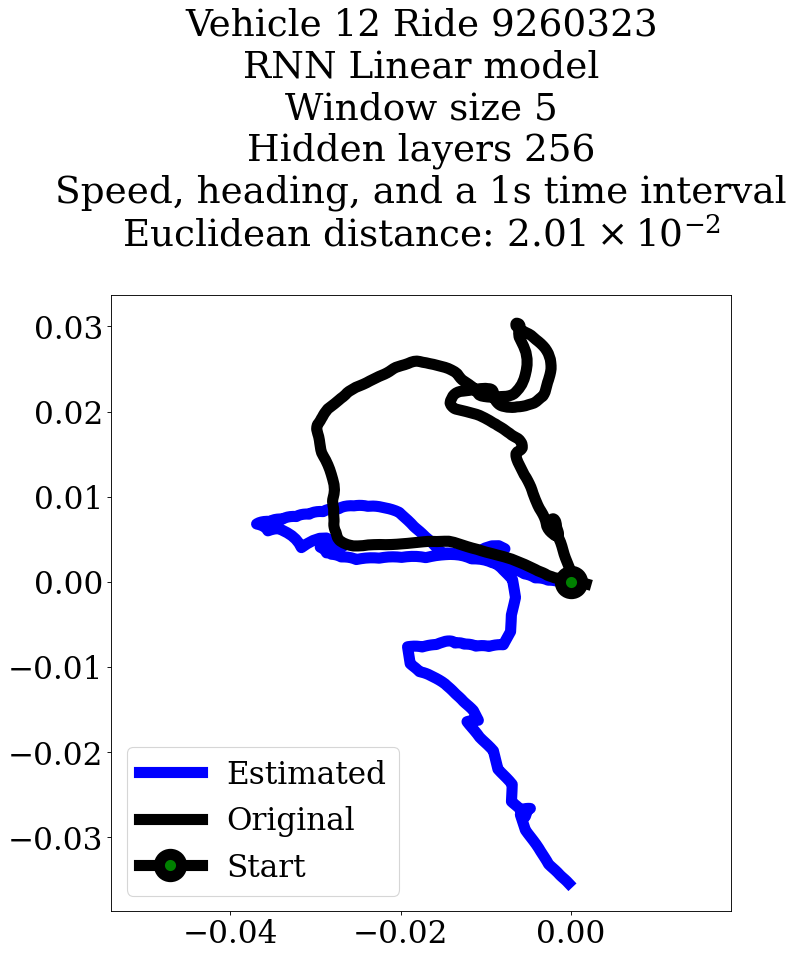 Vehicle 12 Ride 9260323
RNN Linear model
Window size 5
Hidden layers 256
Speed, heading, and a 1s time interval
Euclidean distance: 2.01 × 10⁻²
0.03
0.02
0.01
0.00
−0.01
−0.02
−0.03
Estimated
Original
Start
−0.04
−0.02
0.00